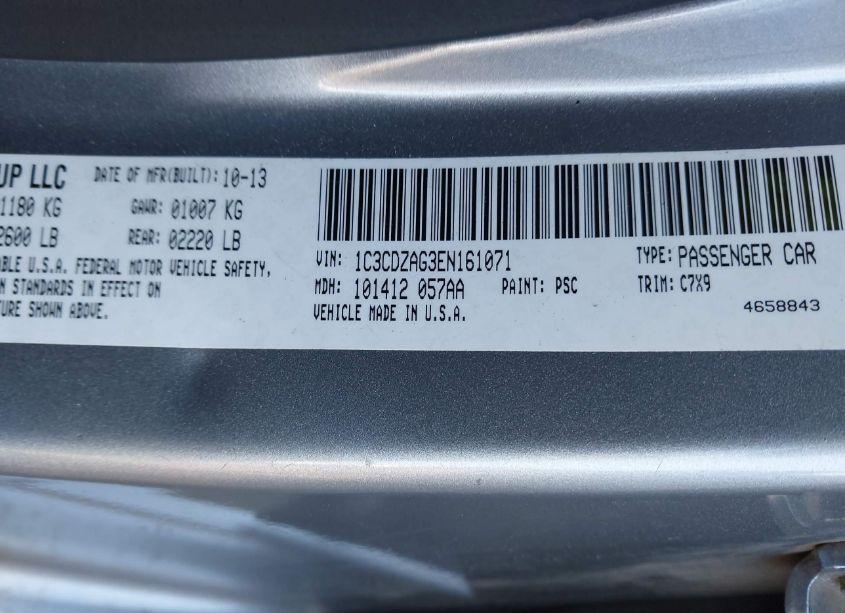 UP LLC DATE OF MFR(BUILT): 10-13
1180 KG GAWR: 01007 KG
2600 LB REAR: 02220 LB
ABLE U.S.A. FEDERAL MOTOR VEHICLE SAFETY,
N STANDARDS IN EFFECT ON
TURE SHOWN ABOVE.
VIN: 1C3CDZAG3EN161071 TYPE: PASSENGER CAR
MDH: 101412 057AA PAINT: PSC TRIM: C7X9
VEHICLE MADE IN U.S.A. 4658843